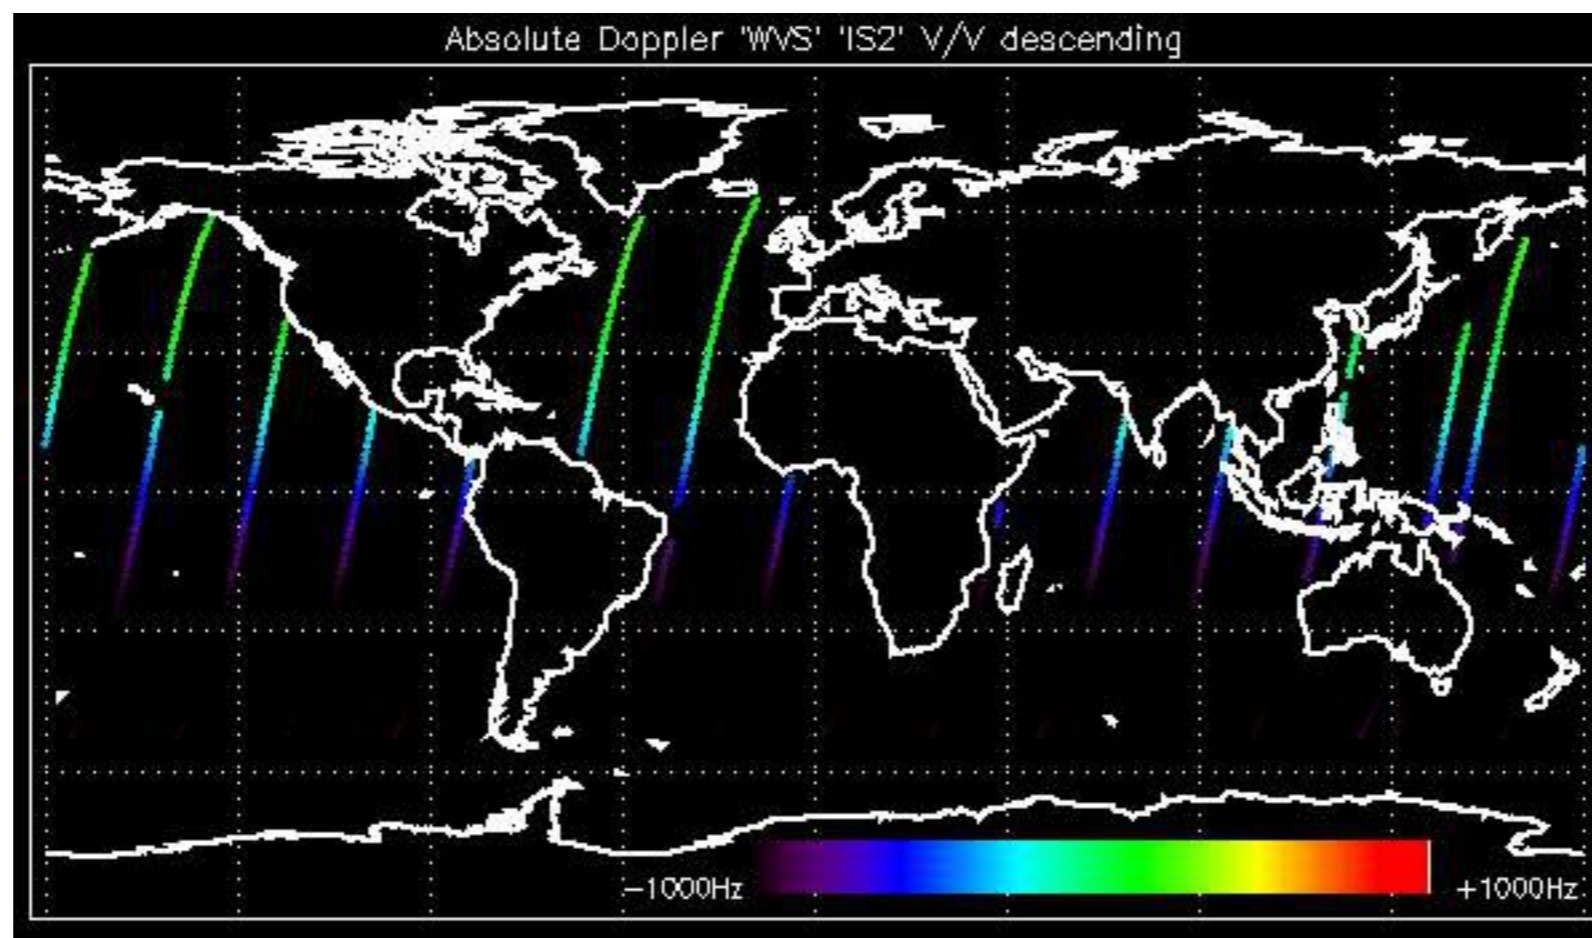 Absolute Doppler 'WVS' 'IS2' V/V descending
−1000Hz
+1000Hz